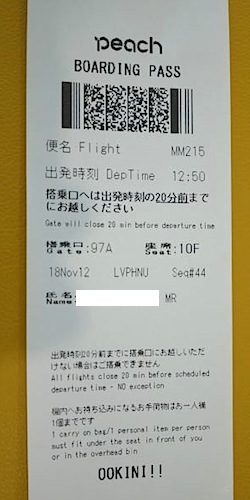 peach
BOARDING PASS
便名 Flight MM215
出発時刻 DepTime 12:50
搭乗口へは出発時刻の20分前まで
にお越しください
Gate will close 20 min before departure time
搭乗口:97A 座席:10F
Gate Seat
18Nov12 LVPHNU Seq#44
氏名:
Name: MR
出発時刻20分前までに搭乗口にお越しいただ
けない場合はご搭乗できません
All flights close 20 min before scheduled
departure time - NO exception
機内へお持ち込みになるお手荷物はお一人様
1個までです
1 carry on bag/1 personal item per person
must fit under the seat in front of you
or in the overhead bin
OOKINI!!